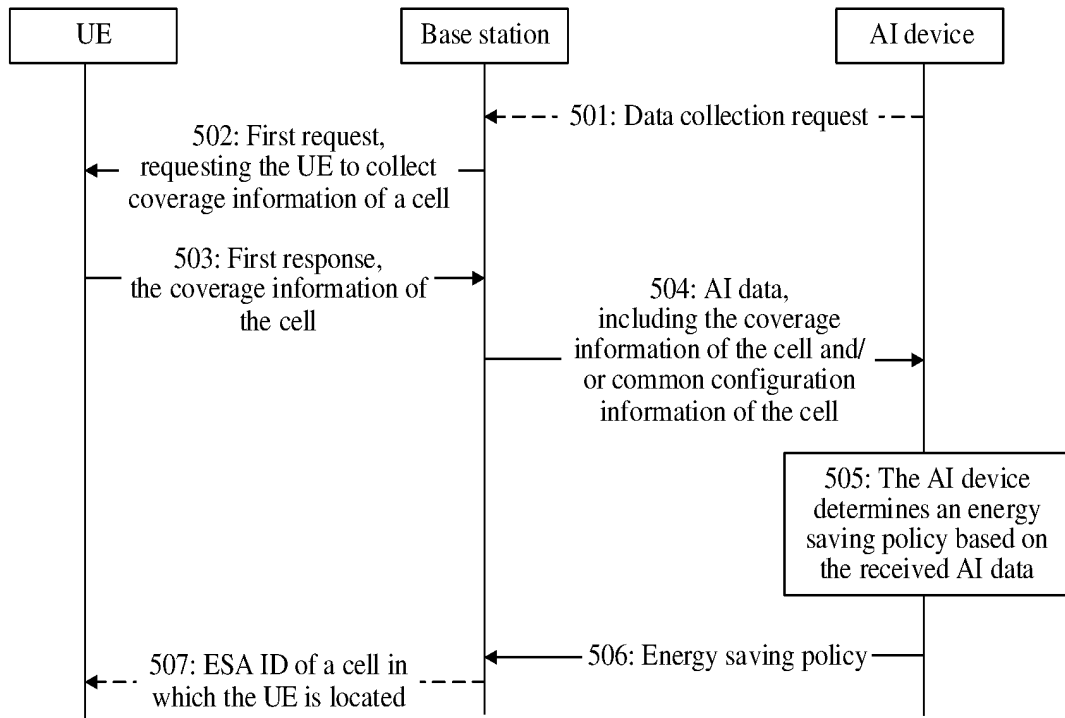 UE
Base station
AI device
501: Data collection request
502: First request,
requesting the UE to collect
coverage information of a cell
503: First response,
the coverage information of
the cell
504: AI data,
including the coverage
information of the cell and/
or common configuration
information of the cell
505: The AI device
determines an energy
saving policy based on
the received AI data
506: Energy saving policy
507: ESA ID of a cell in
which the UE is located